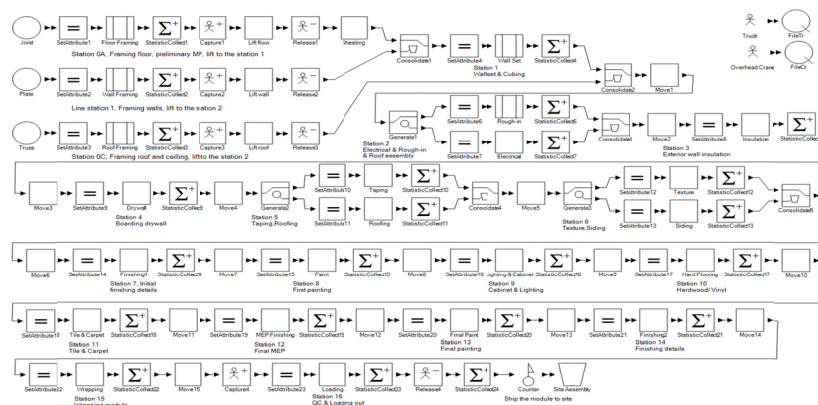 Joist SetAttribute1 Floor Framing StatisticCollect1 Capture1 Lift floor Release1 Truck FileTr
Station 0A, Framing floor, preliminary MP, lift to the station 1
Consolidate1 SetAttribute4 Wall Set StatisticCollect4 Overhead Crane FileCr
Station 1
Wallset & Cubing
Plate SetAttribute2 Wall Framing StatisticCollect2 Capture2 Lift wall Release2 Consolidate2 Move1
Line station 1, Framing walls, lift to the sation 2
SetAttribute6 Rough-in StatisticCollect6
Generate1 Move2 SetAttribute8 Insulation
Truss SetAttribute3 Roof Framing StatisticCollect3 Capture3 Lift roof Release3
Station 2
Electrical & Rough-in
& Roof assembly
SetAttribute7 Electrical StatisticCollect7
Station 3
Exterior wall insulation
Station 0C, Framing roof and ceilling, liftto the station 2
SetAttribute10 Taping StatisticCollect10
SetAttribute12 Texture StatisticCollect12
Move3 SetAttribute9 Drywall StatisticCollect9 Move4 Generate2 Move5 Generate3 Consolidate5
Station 4
Boarding drywall
Station 5
Taping,Roofing
SetAttribute11 Roofing StatisticCollect11
Station 6
Texture,Siding
SetAttribute13 Siding StatisticCollect13
Move6 SetAttribute14 Finishing1 Move7 SetAttribute15 Paint StatisticCollect15 Move8 SetAttribute16 Lighting & Cabinet StatisticCollect16 Move9 SetAttribute17 Hard Flooring StatisticCollect17 Move10
Station 7, Initial
finishing details
Station 8
First painting
Station 9
Cabinet & Lighting
Station 10
Hardwood/ Vinyl
SetAttribute18 Tile & Carpet StatisticCollect18 Move11 SetAttribute19 MEP Finishing StatisticCollect19 Move12 SetAttribute20 Final Paint StatisticCollect20 Move13 SetAttribute21 Finishing2 StatisticCollect21 Move14
Station 11
Tile & Carpet
Station 12
Final MEP
Station 13
Final painting
Station 14
Finishing details
SetAttribute22 Wrapping StatisticCollect22 Move15 Capture4 SetAttribute23 Loading StatisticCollect23 Release4 StatisticCollect24 Counter Site Assembly
Station 15
Wrapping module
Station 16
QC & Loading out
Ship the module to site